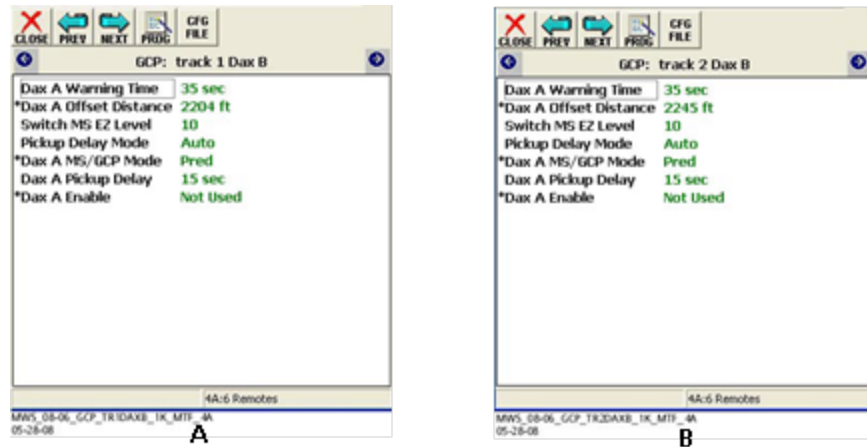 CLOSE PREV NEXT PROG CFG FILE
GCP: track 1 Dax B
Dax A Warning Time 35 sec
*Dax A Offset Distance 2204 ft
Switch MS EZ Level 10
Pickup Delay Mode Auto
*Dax A MS/GCP Mode Pred
Dax A Pickup Delay 15 sec
*Dax A Enable Not Used
4A:6 Remotes
MWS_08-06_GCP_TR1DAXB_1K_MTF_4A
05-28-08
A
CLOSE PREV NEXT PROG CFG FILE
GCP: track 2 Dax B
Dax A Warning Time 35 sec
*Dax A Offset Distance 2245 ft
Switch MS EZ Level 10
Pickup Delay Mode Auto
*Dax A MS/GCP Mode Pred
Dax A Pickup Delay 15 sec
*Dax A Enable Not Used
4A:6 Remotes
MWS_08-06_GCP_TR2DAXB_1K_MTF_4A
05-28-08
B